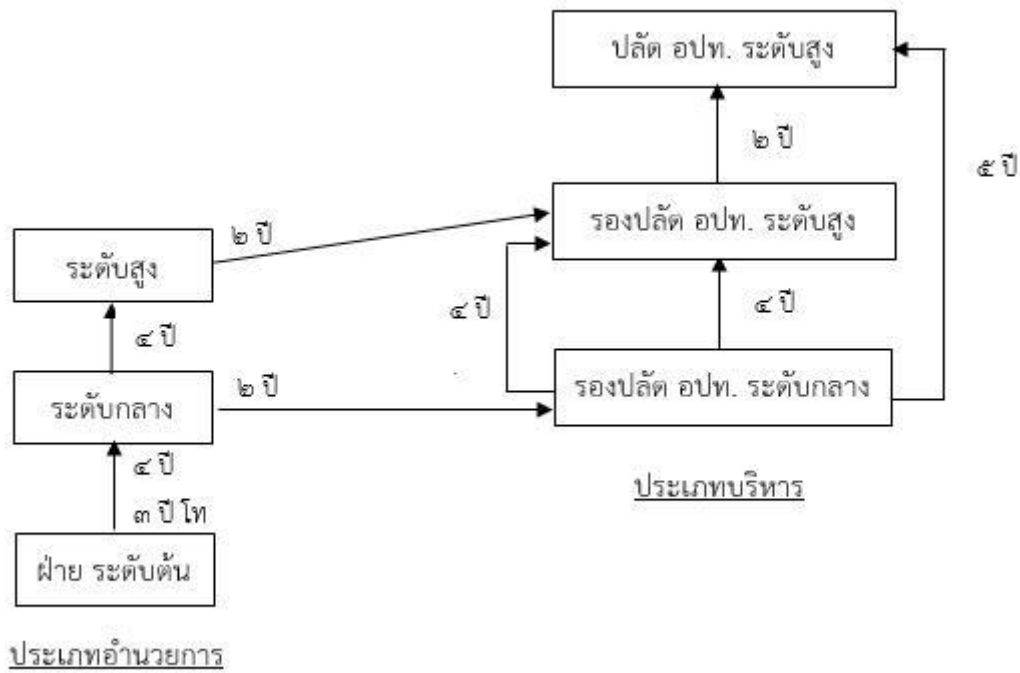 ปลัด อปท. ระดับสูง
๒ ปี
๕ ปี
รองปลัด อปท. ระดับสูง
๒ ปี
ระดับสูง
๔ ปี
๔ ปี
๔ ปี
รองปลัด อปท. ระดับกลาง
๒ ปี
ระดับกลาง
๔ ปี
ประเภทบริหาร
๓ ปี โท
ฝ่าย ระดับต้น
ประเภทอำนวยการ